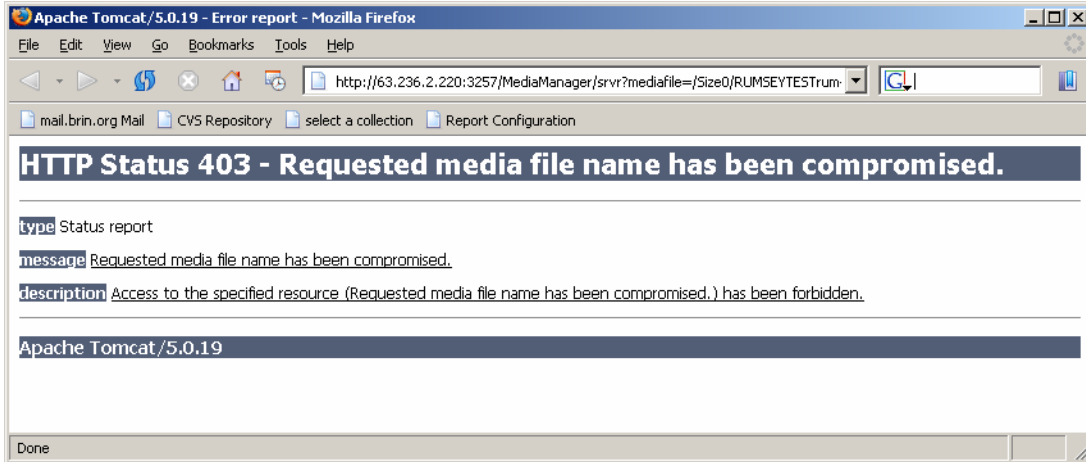 Apache Tomcat/5.0.19 - Error report - Mozilla Firefox
File Edit View Go Bookmarks Tools Help
http://63.236.2.220:3257/MediaManager/srvr?mediafile=/Size0/RUMSEYTESTrum- G
mail.brin.org Mail CVS Repository select a collection Report Configuration
HTTP Status 403 - Requested media file name has been compromised.
type Status report
message Requested media file name has been compromised.
description Access to the specified resource (Requested media file name has been compromised.) has been forbidden.
Apache Tomcat/5.0.19
Done